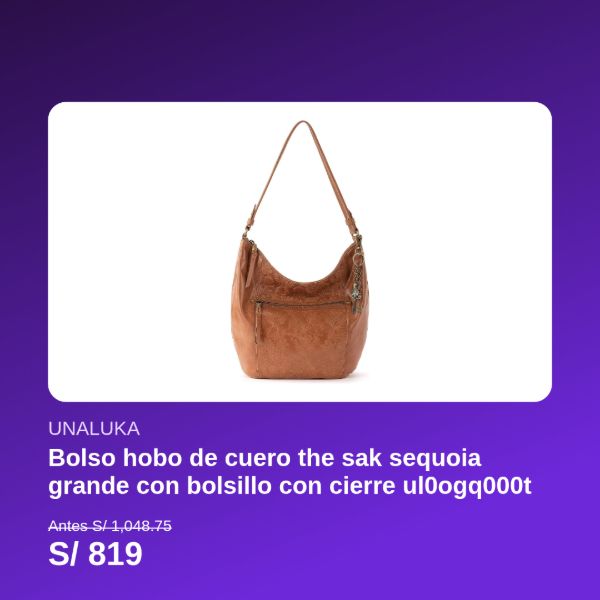 UNALUKA
Bolso hobo de cuero the sak sequoia
grande con bolsillo con cierre ul0ogq000t
Antes S/ 1,048.75
S/ 819